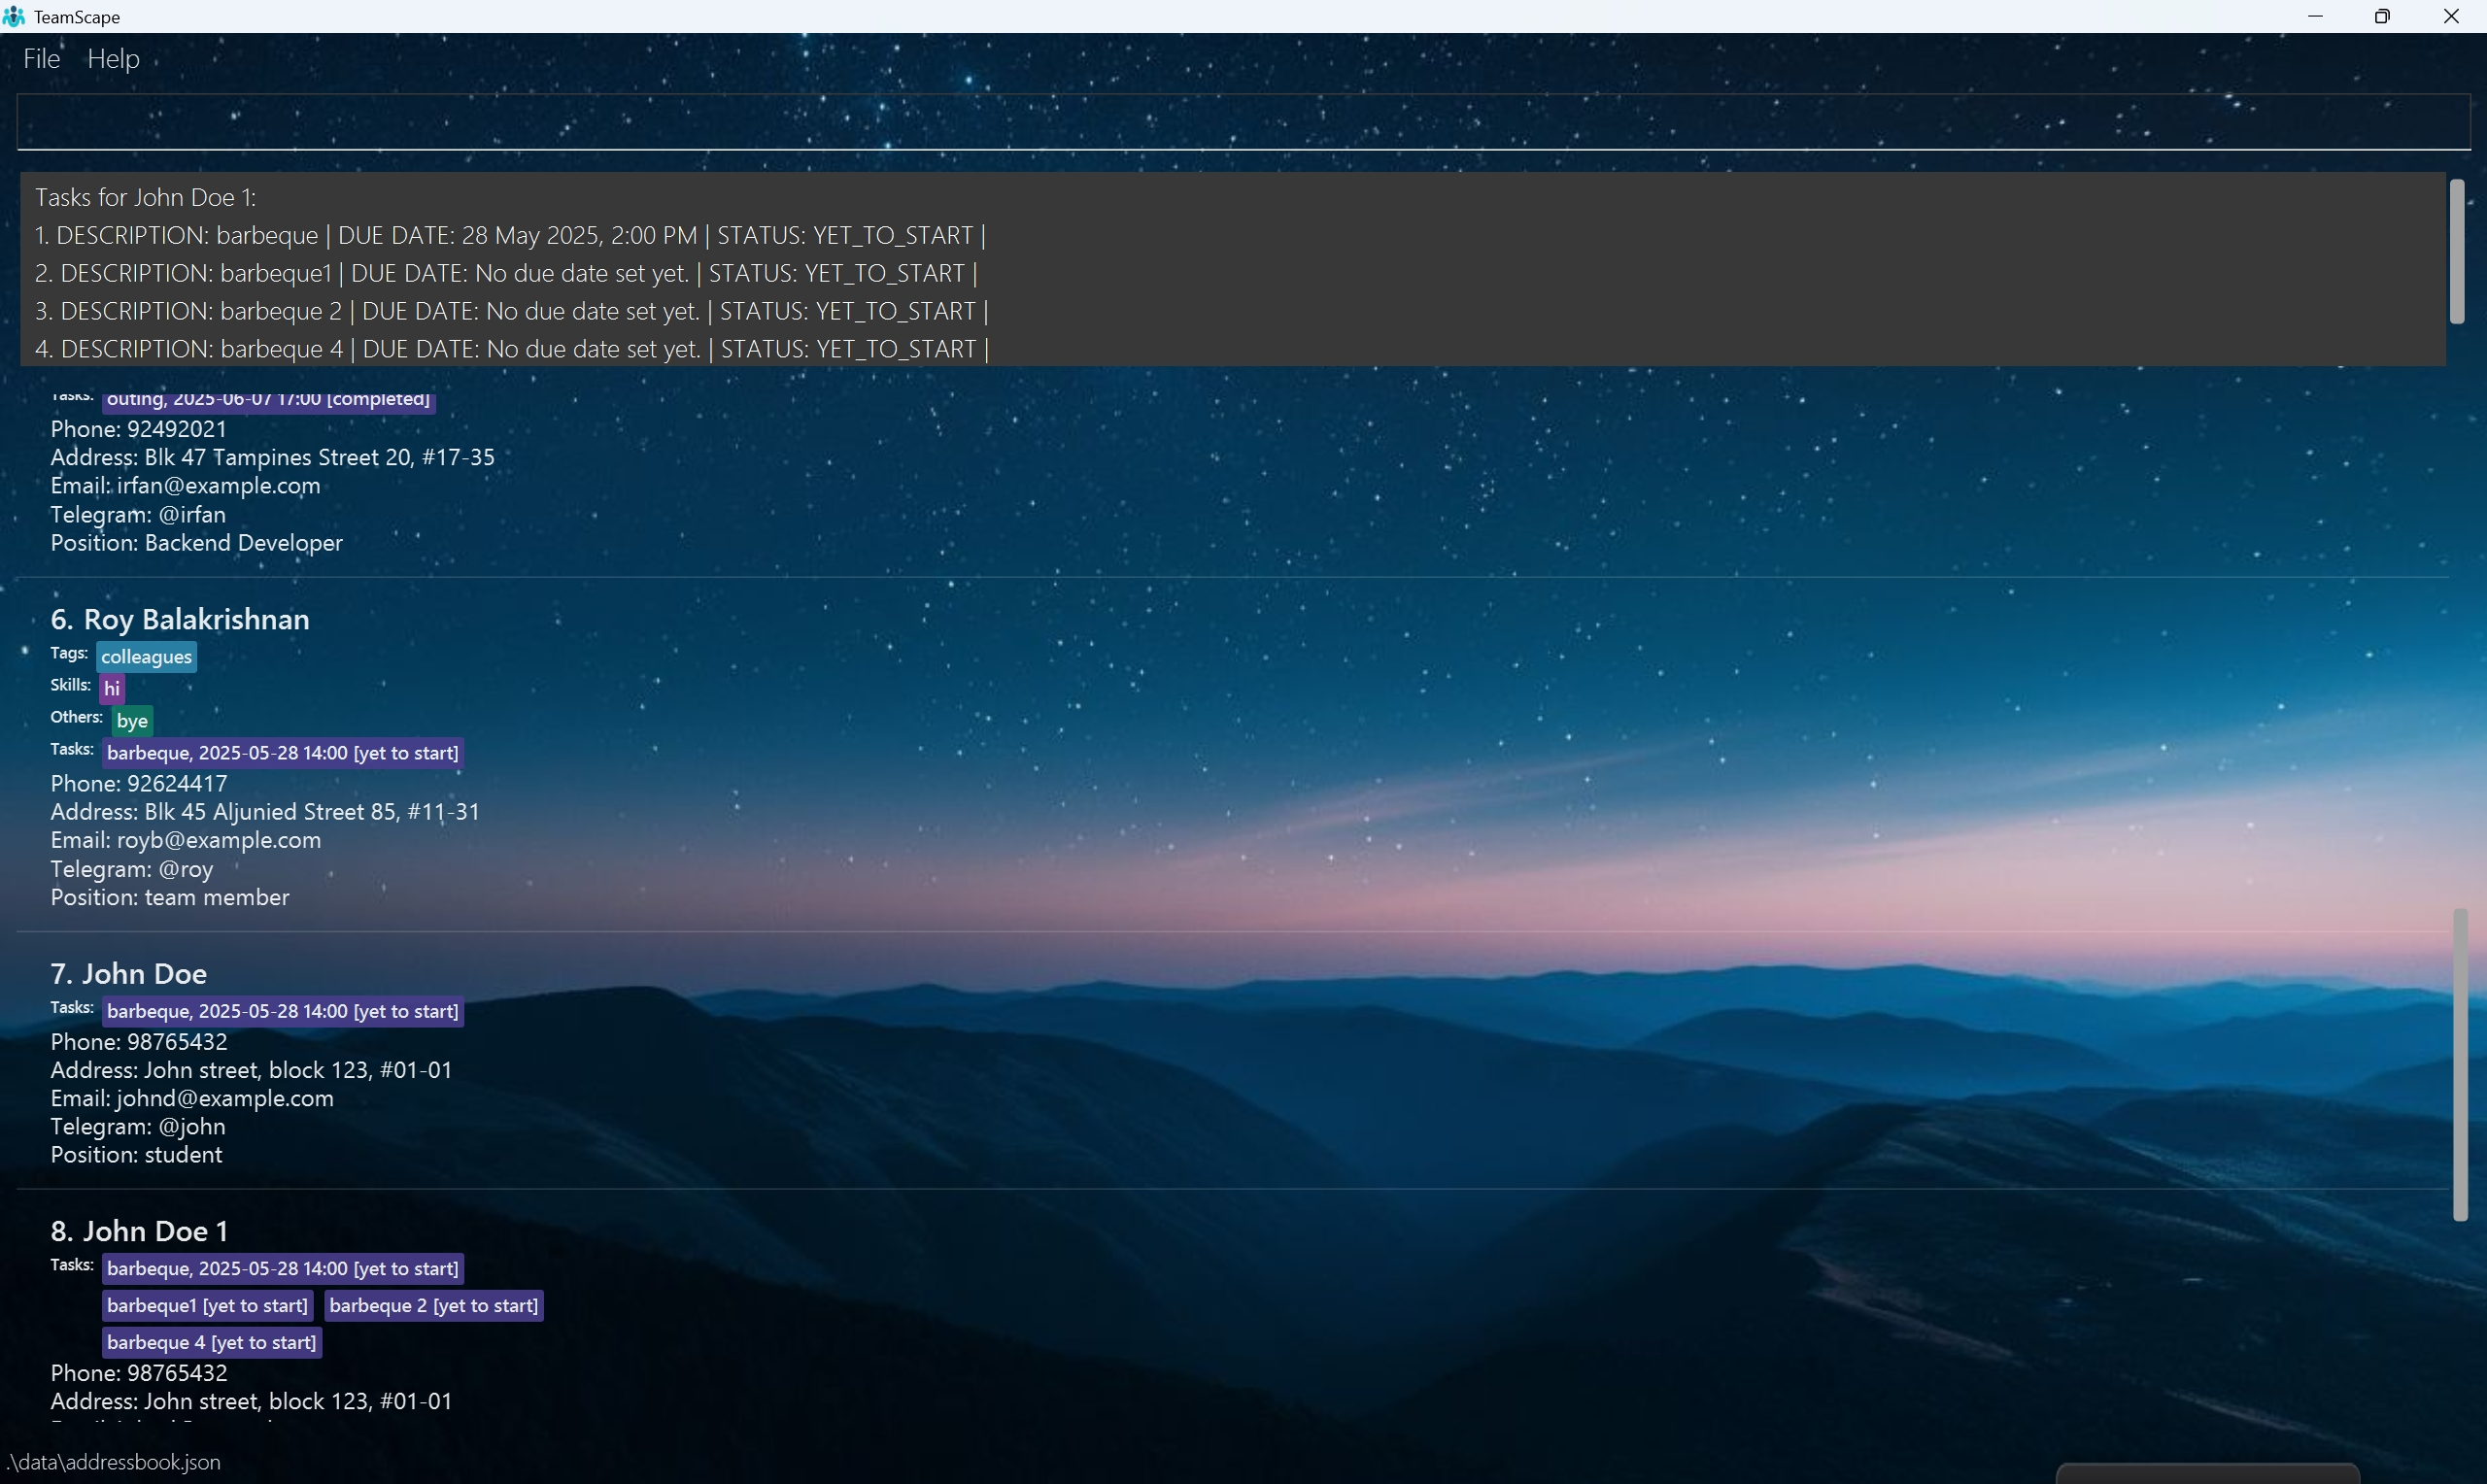 TeamScape
File Help
Tasks for John Doe 1:
1. DESCRIPTION: barbeque | DUE DATE: 28 May 2025, 2:00 PM | STATUS: YET_TO_START |
2. DESCRIPTION: barbeque1 | DUE DATE: No due date set yet. | STATUS: YET_TO_START |
3. DESCRIPTION: barbeque 2 | DUE DATE: No due date set yet. | STATUS: YET_TO_START |
4. DESCRIPTION: barbeque 4 | DUE DATE: No due date set yet. | STATUS: YET_TO_START |
Tasks: outing, 2025-06-07 17:00 [completed]
Phone: 92492021
Address: Blk 47 Tampines Street 20, #17-35
Email: irfan@example.com
Telegram: @irfan
Position: Backend Developer
6. Roy Balakrishnan
Tags: colleagues
Skills: hi
Others: bye
Tasks: barbeque, 2025-05-28 14:00 [yet to start]
Phone: 92624417
Address: Blk 45 Aljunied Street 85, #11-31
Email: royb@example.com
Telegram: @roy
Position: team member
7. John Doe
Tasks: barbeque, 2025-05-28 14:00 [yet to start]
Phone: 98765432
Address: John street, block 123, #01-01
Email: johnd@example.com
Telegram: @john
Position: student
8. John Doe 1
Tasks: barbeque, 2025-05-28 14:00 [yet to start]
barbeque1 [yet to start] barbeque 2 [yet to start]
barbeque 4 [yet to start]
Phone: 98765432
Address: John street, block 123, #01-01
.\data\addressbook.json